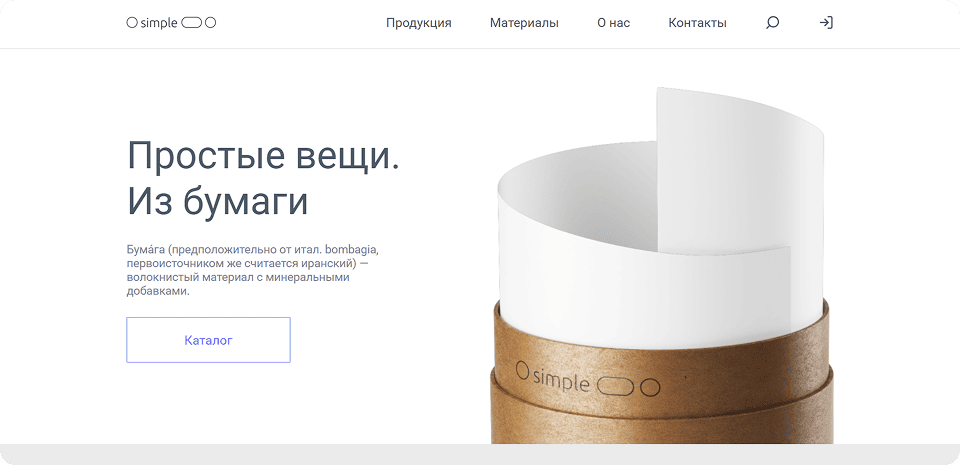 simple
Продукция
Материалы
О нас
Контакты
Простые вещи.
Из бумаги
Бума́га (предположительно от итал. bombagia,
первоисточником же считается иранский) —
волокнистый материал с минеральными
добавками.
Каталог
simple